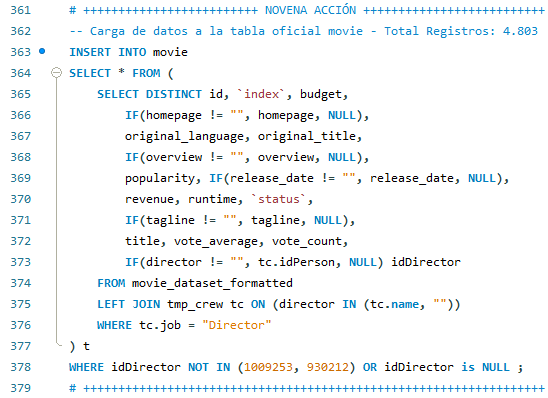 361 # +++++++++++++++++++++++++ NOVENA ACCIÓN ++++++++++++++++++++++++++
362 -- Carga de datos a la tabla oficial movie - Total Registros: 4.803
363 INSERT INTO movie
364 SELECT * FROM (
365 SELECT DISTINCT id, `index`, budget,
366 IF(homepage != "", homepage, NULL),
367 original_language, original_title,
368 IF(overview != "", overview, NULL),
369 popularity, IF(release_date != "", release_date, NULL),
370 revenue, runtime, `status`,
371 IF(tagline != "", tagline, NULL),
372 title, vote_average, vote_count,
373 IF(director != "", tc.idPerson, NULL) idDirector
374 FROM movie_dataset_formatted
375 LEFT JOIN tmp_crew tc ON (director IN (tc.name, ""))
376 WHERE tc.job = "Director"
377 ) t
378 WHERE idDirector NOT IN (1009253, 930212) OR idDirector is NULL ;
379 # ++++++++++++++++++++++++++++++++++++++++++++++++++++++++++++++++++